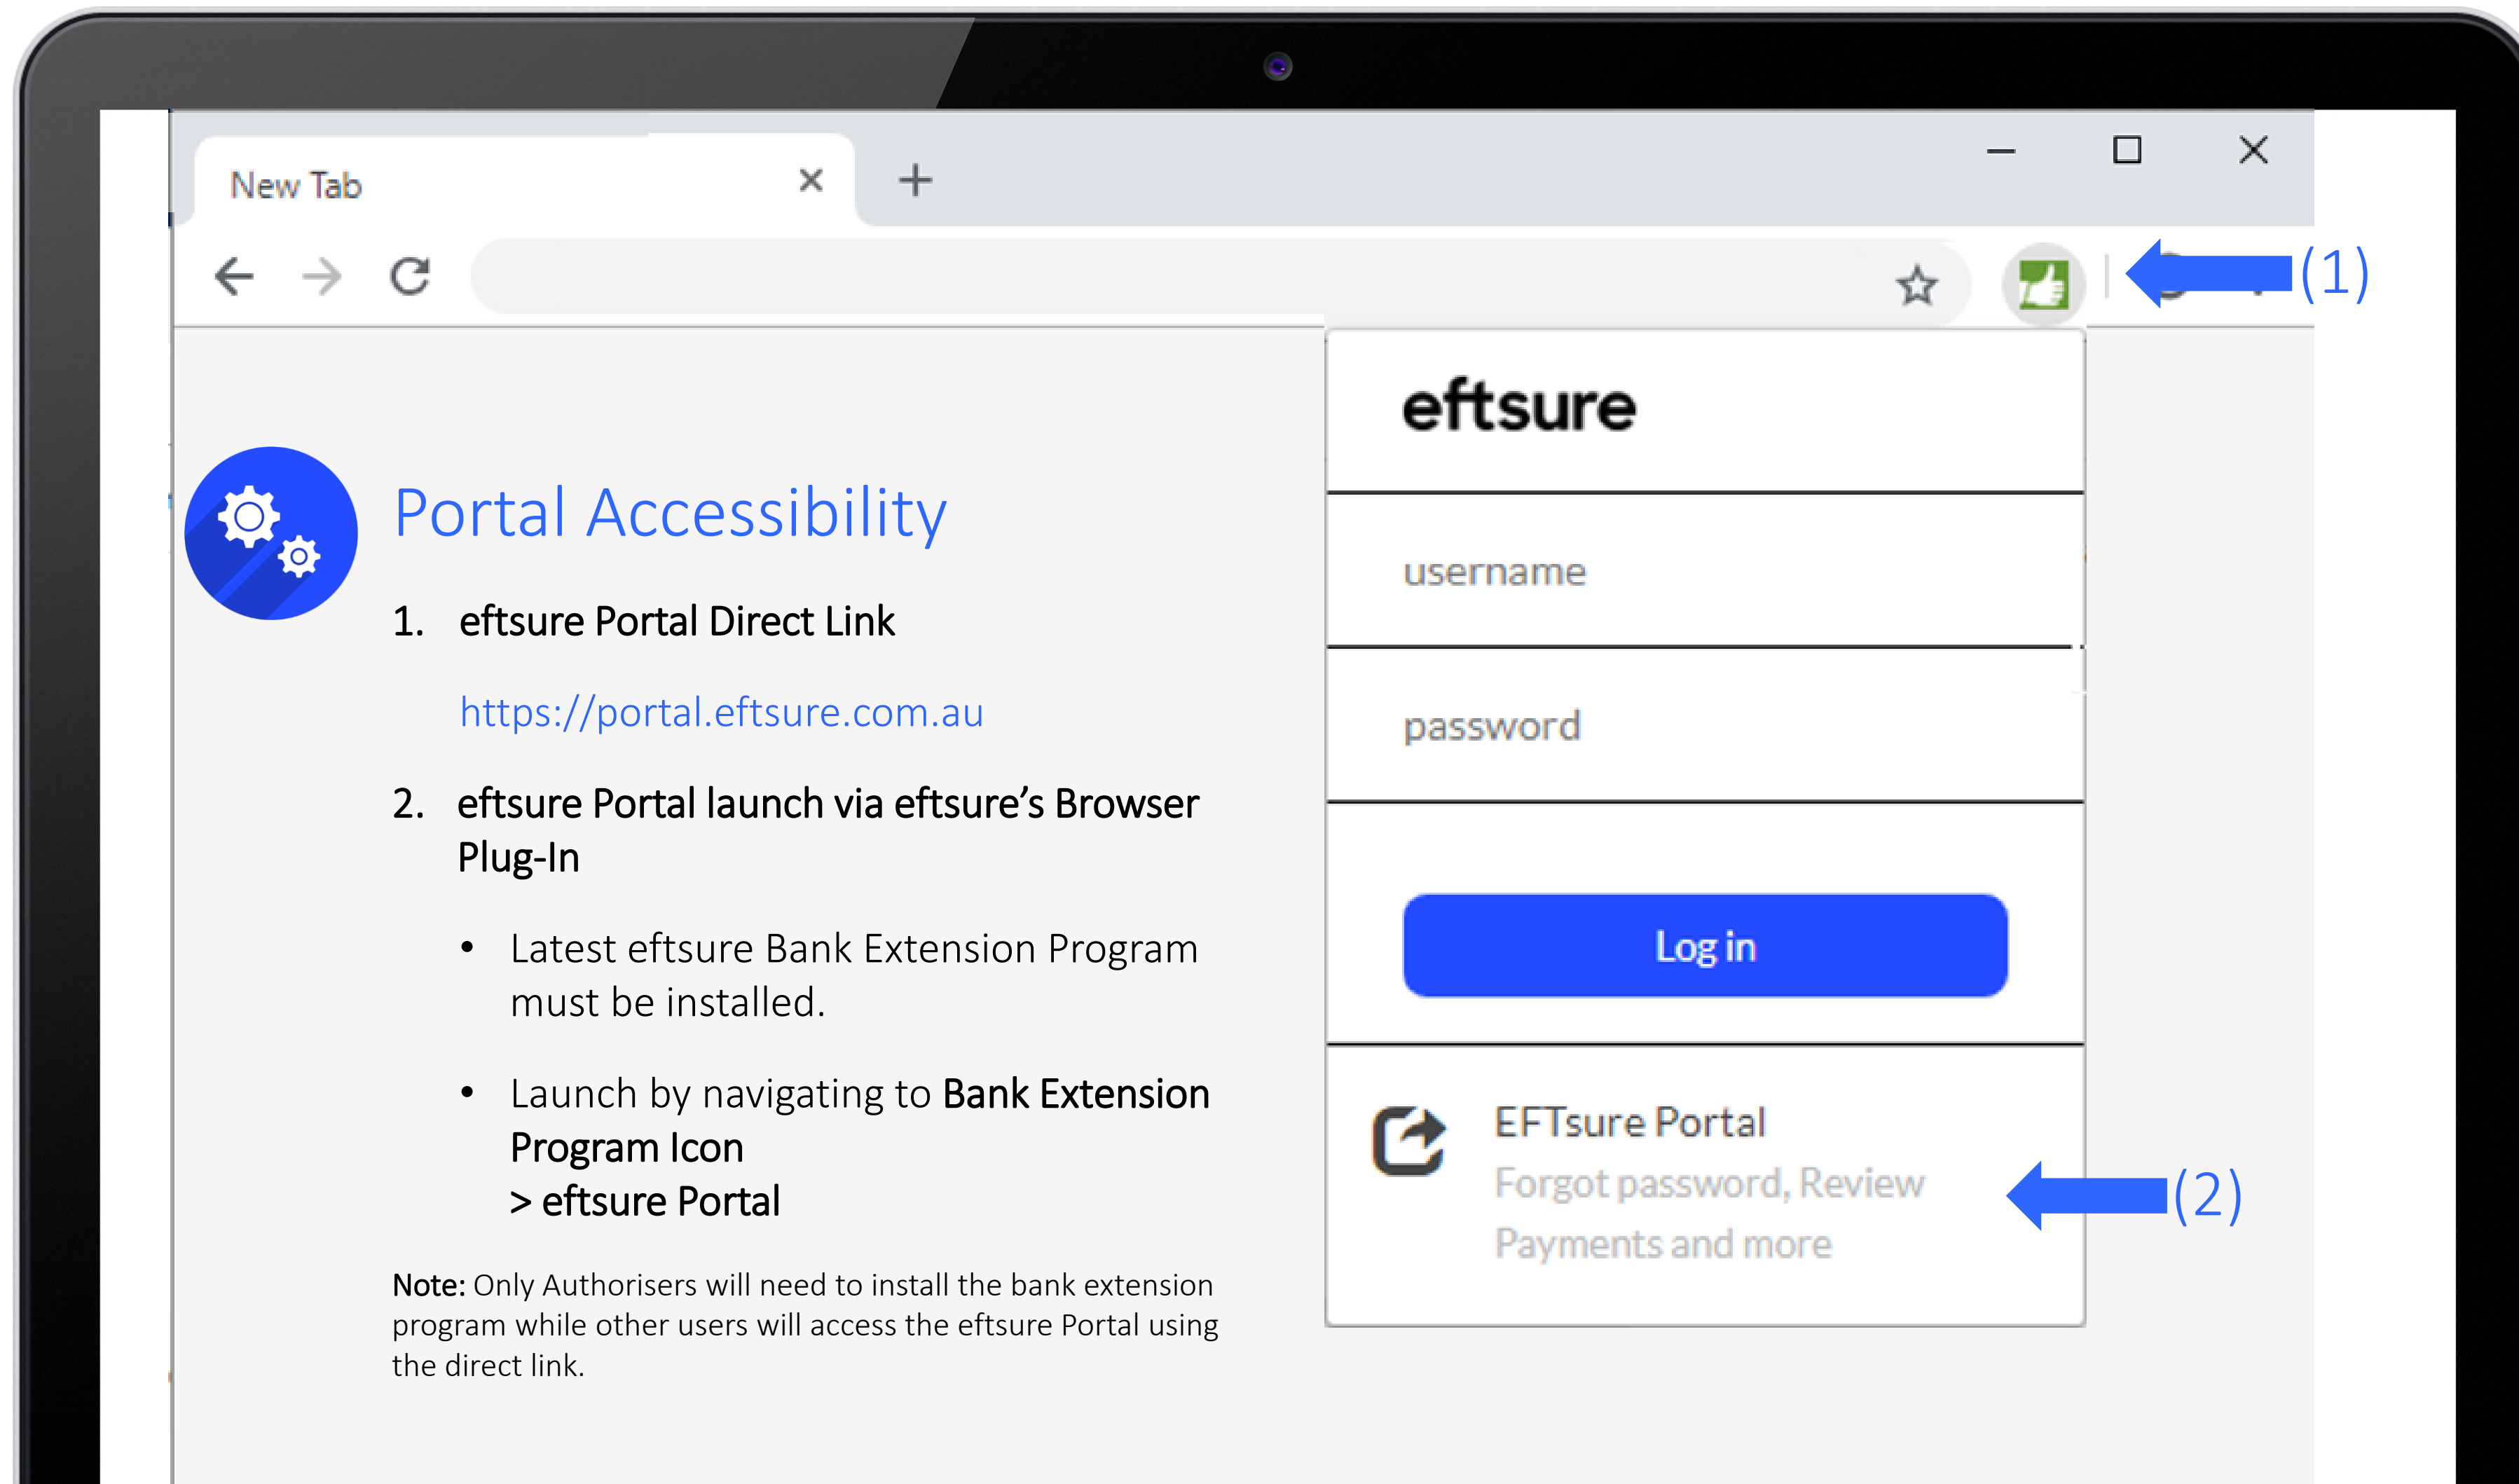 New Tab
(1)
eftsure
Portal Accessibility
username
1. eftsure Portal Direct Link
https://portal.eftsure.com.au
password
2. eftsure Portal launch via eftsure’s Browser
Plug-In
• Latest eftsure Bank Extension Program
must be installed.
Log in
• Launch by navigating to Bank Extension
Program Icon
> eftsure Portal
EFTsure Portal
Forgot password, Review
Payments and more
(2)
Note: Only Authorisers will need to install the bank extension
program while other users will access the eftsure Portal using
the direct link.